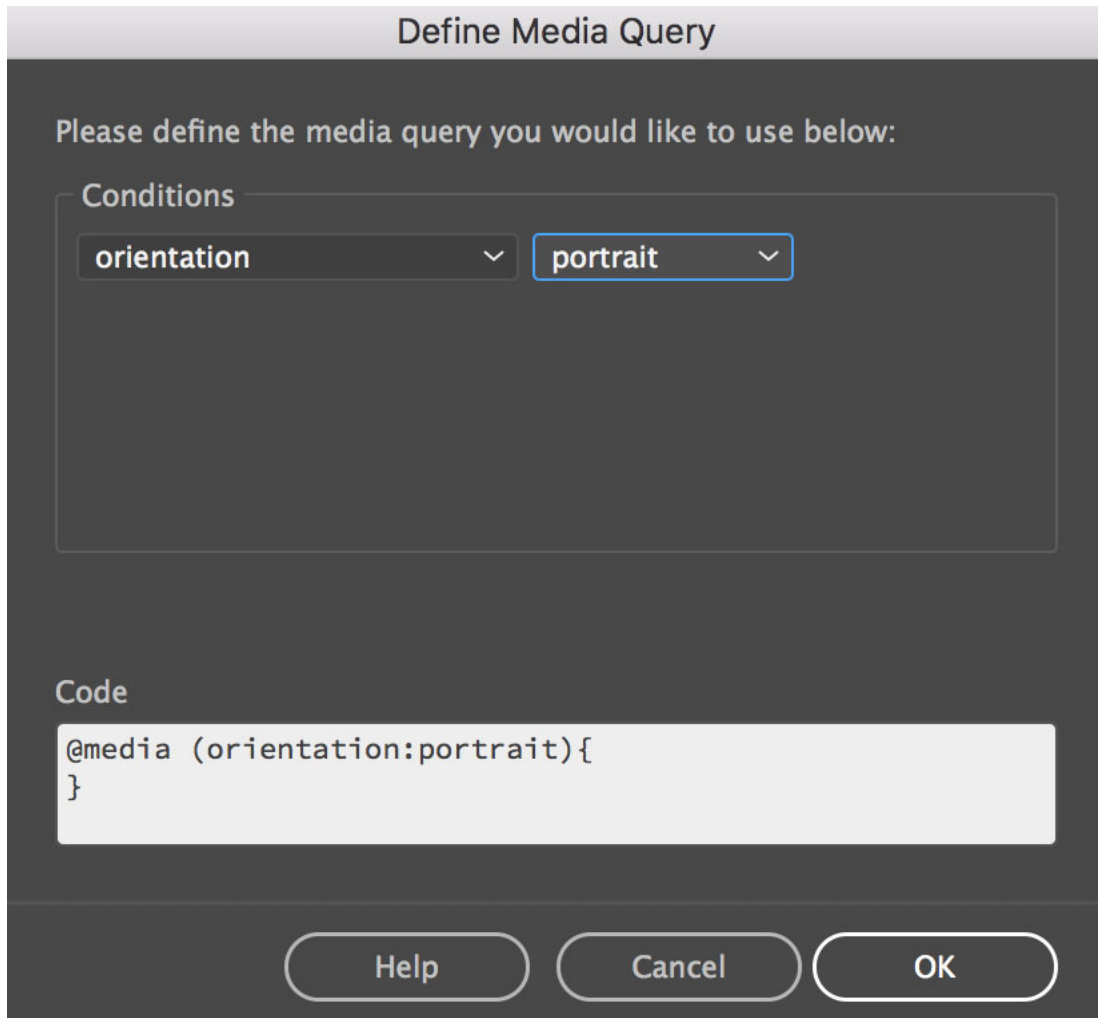 Define Media Query
Please define the media query you would like to use below:
Conditions
orientation portrait
Code
@media (orientation:portrait){
}
Help Cancel OK